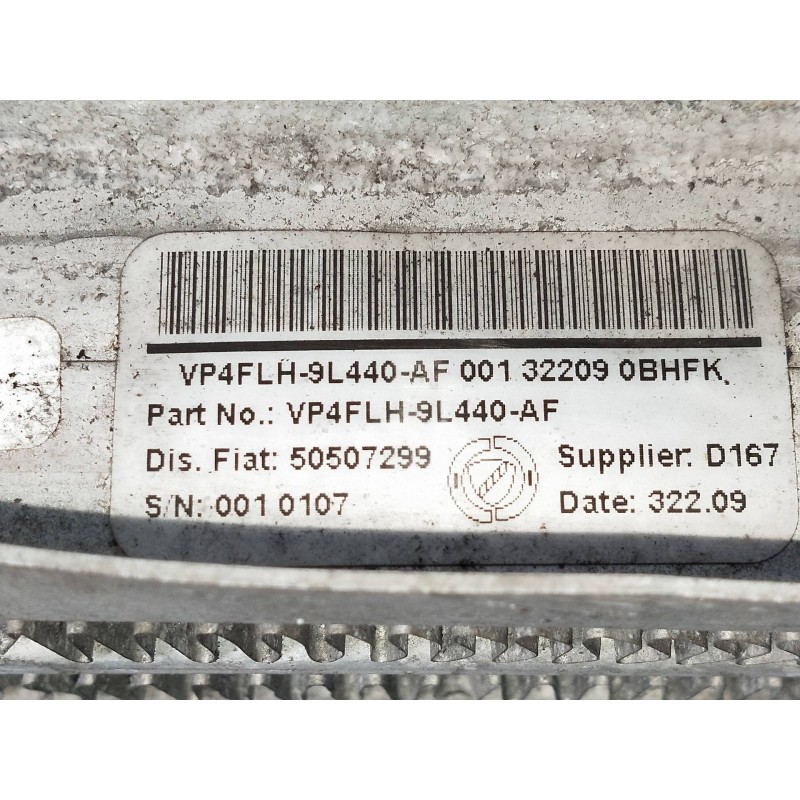 VP4FLH-9L440-AF 001 32209 0BHFK.
Part No.: VP4FLH-9L440-AF
Dis. Fiat: 50507299 Supplier: D167
S/N: 001 0107 Date: 322.09